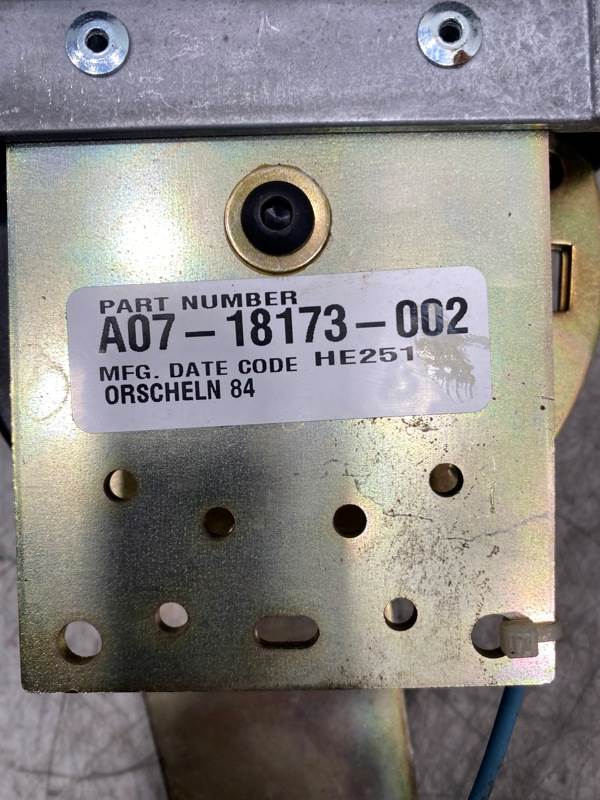 PART NUMBER
A07-18173-002
MFG. DATE CODE HE251
ORSCHELN 84